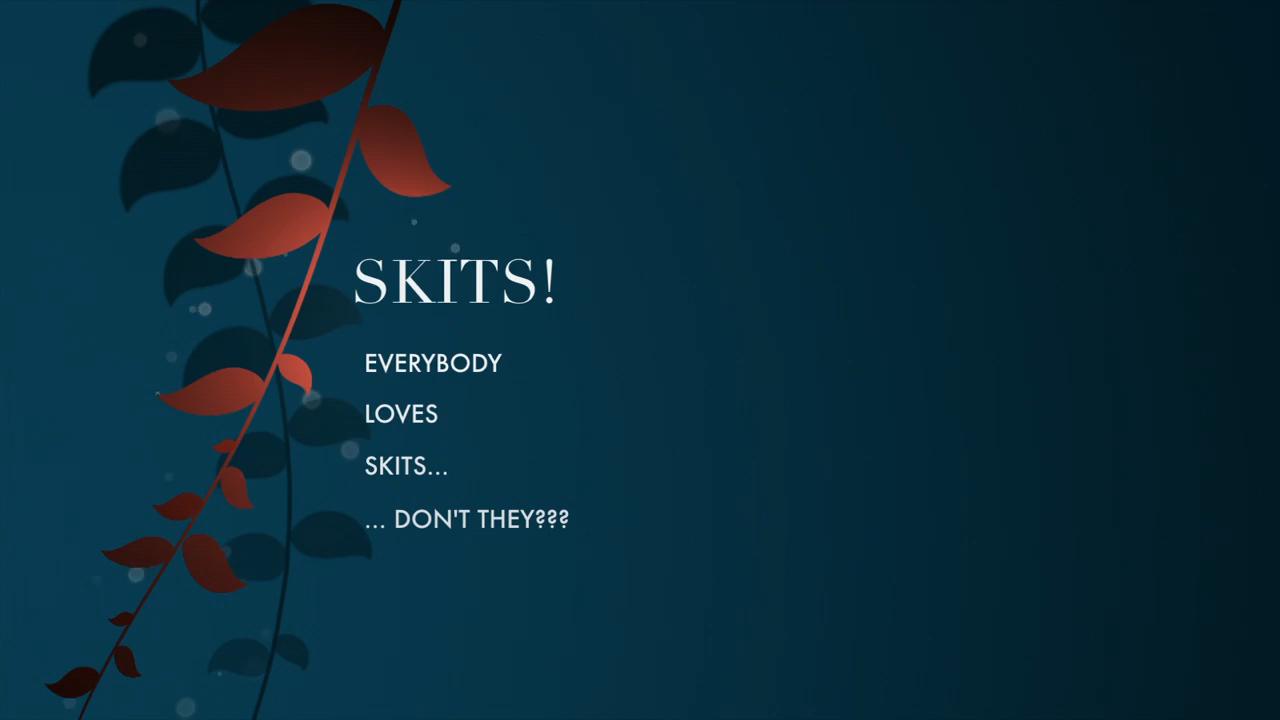 SKITS!
EVERYBODY
LOVES
SKITS...
... DON'T THEY???